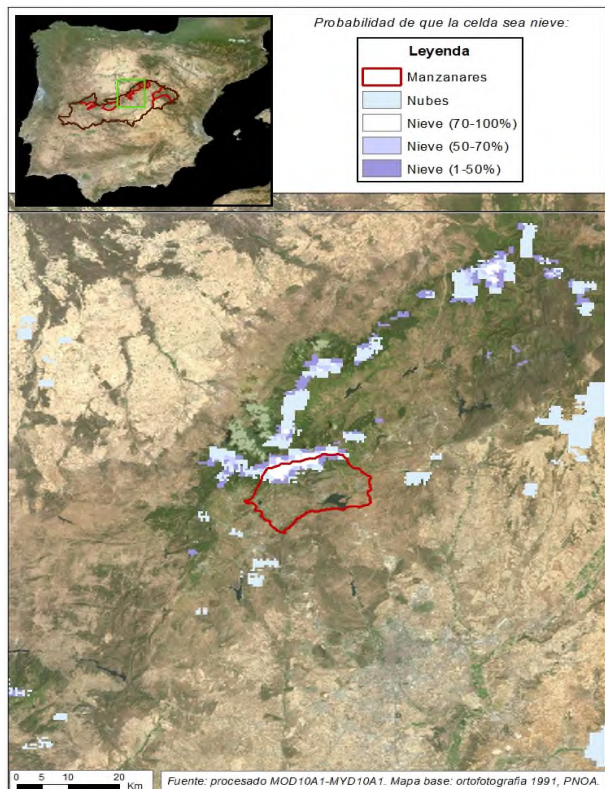 Probabilidad de que la celda sea nieve:
Leyenda
Manzanares
Nubes
Nieve (70-100%)
Nieve (50-70%)
Nieve (1-50%)
0 5 10 20
Km
Fuente: procesado MOD10A1-MYD10A1. Mapa base: ortofotografía 1991, PNOA.